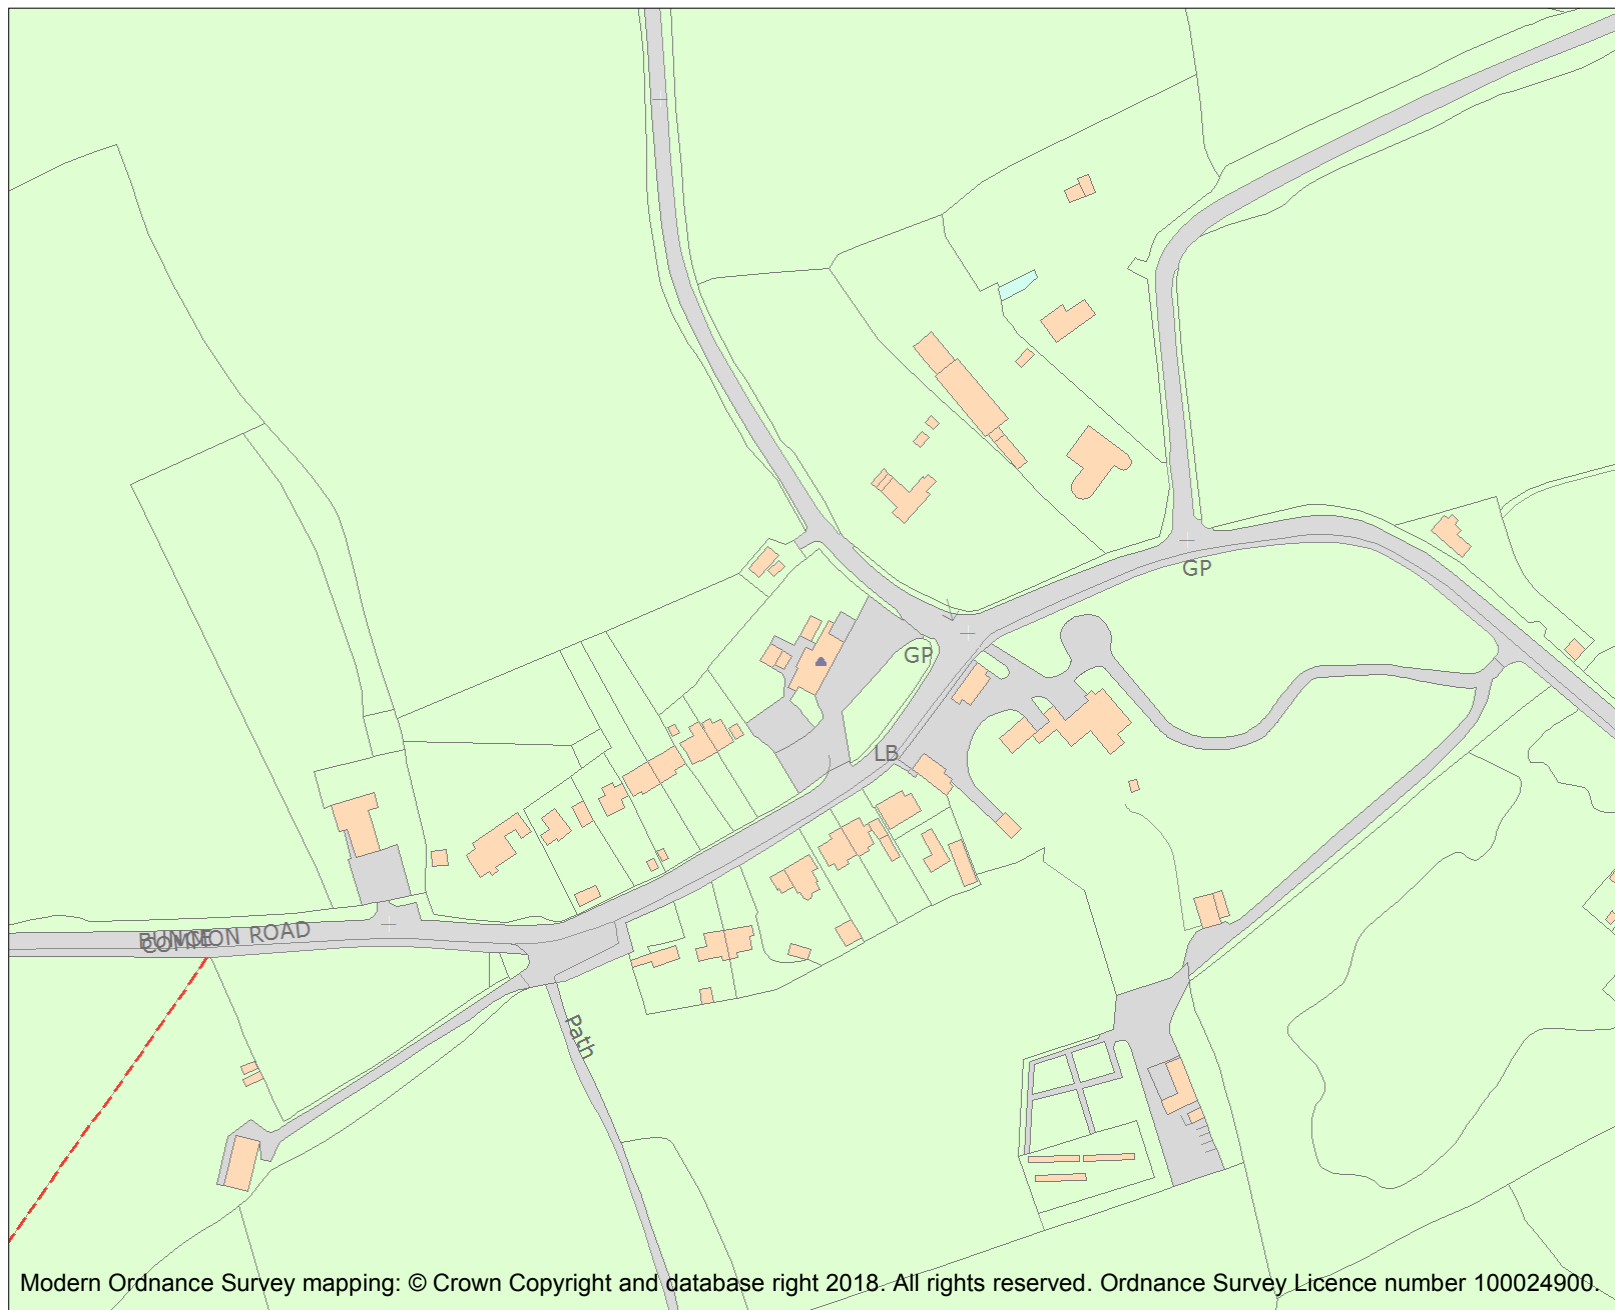 GP
GP
LB
COMMON ROAD
Path
Modern Ordnance Survey mapping: © Crown Copyright and database right 2018. All rights reserved. Ordnance Survey Licence number 100024900.